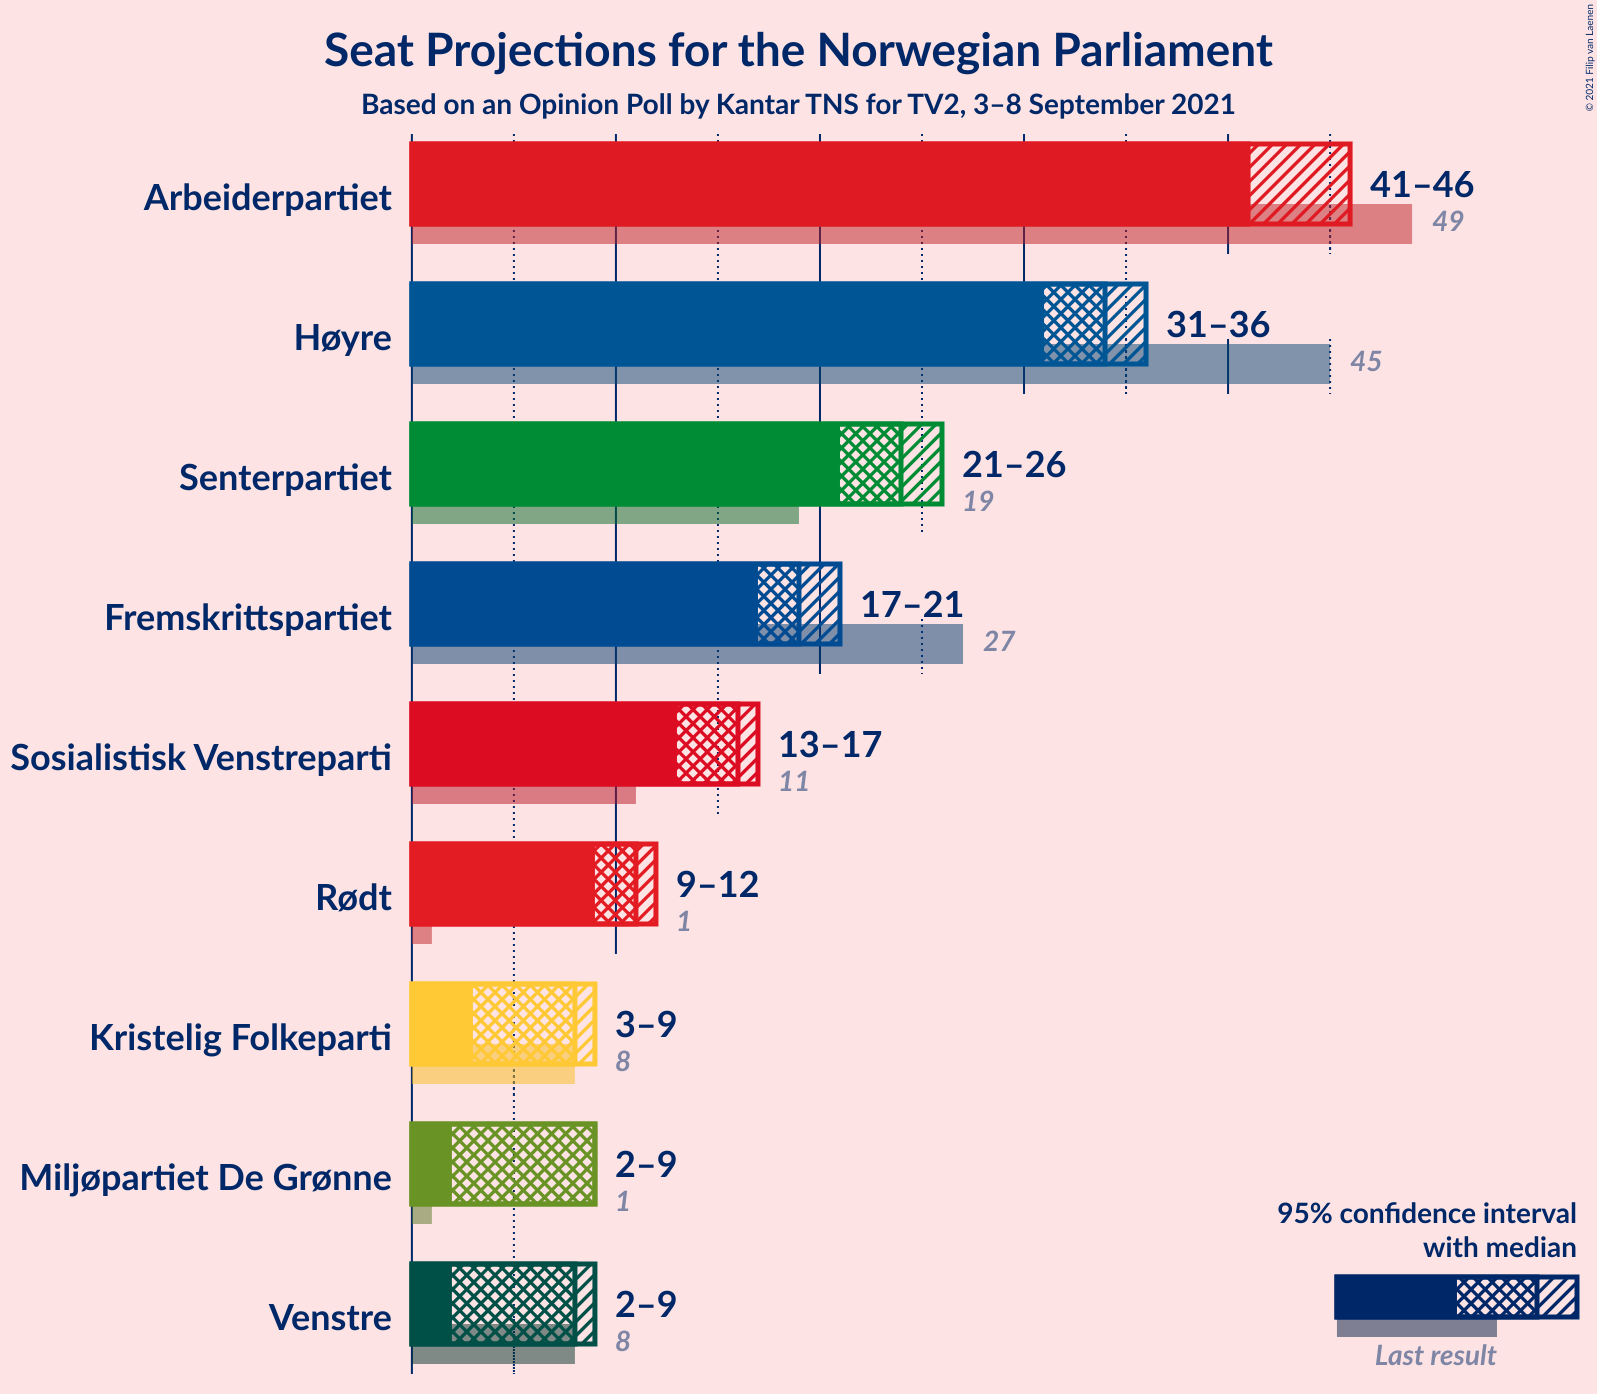 Seat Projections for the Norwegian Parliament
Based on an Opinion Poll by Kantar TNS for TV2, 3–8 September 2021
© 2021 Filip van Laenen
Arbeiderpartiet
41–46
49
Høyre
31–36
45
Senterpartiet
21–26
19
Fremskrittspartiet
17–21
27
Sosialistisk Venstreparti
13–17
11
Rødt
9–12
1
Kristelig Folkeparti
3–9
8
Miljøpartiet De Grønne
2–9
1
Venstre
2–9
8
95% confidence interval
with median
Last result